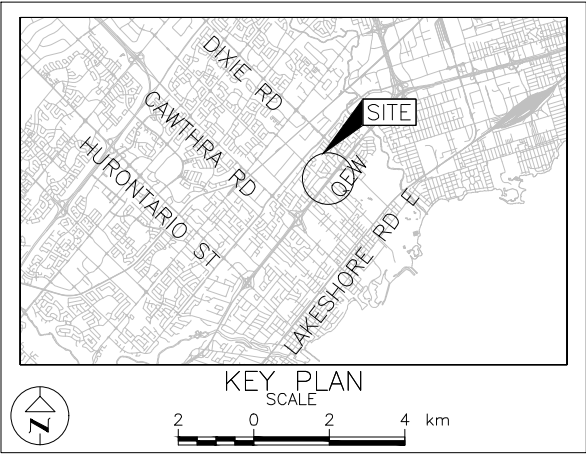 DIXIE RD
SITE
CAWTHRA RD
HURONTARIO ST
QEW
LAKESHORE RD E
KEY PLAN
SCALE
2 0 2 4 km
N